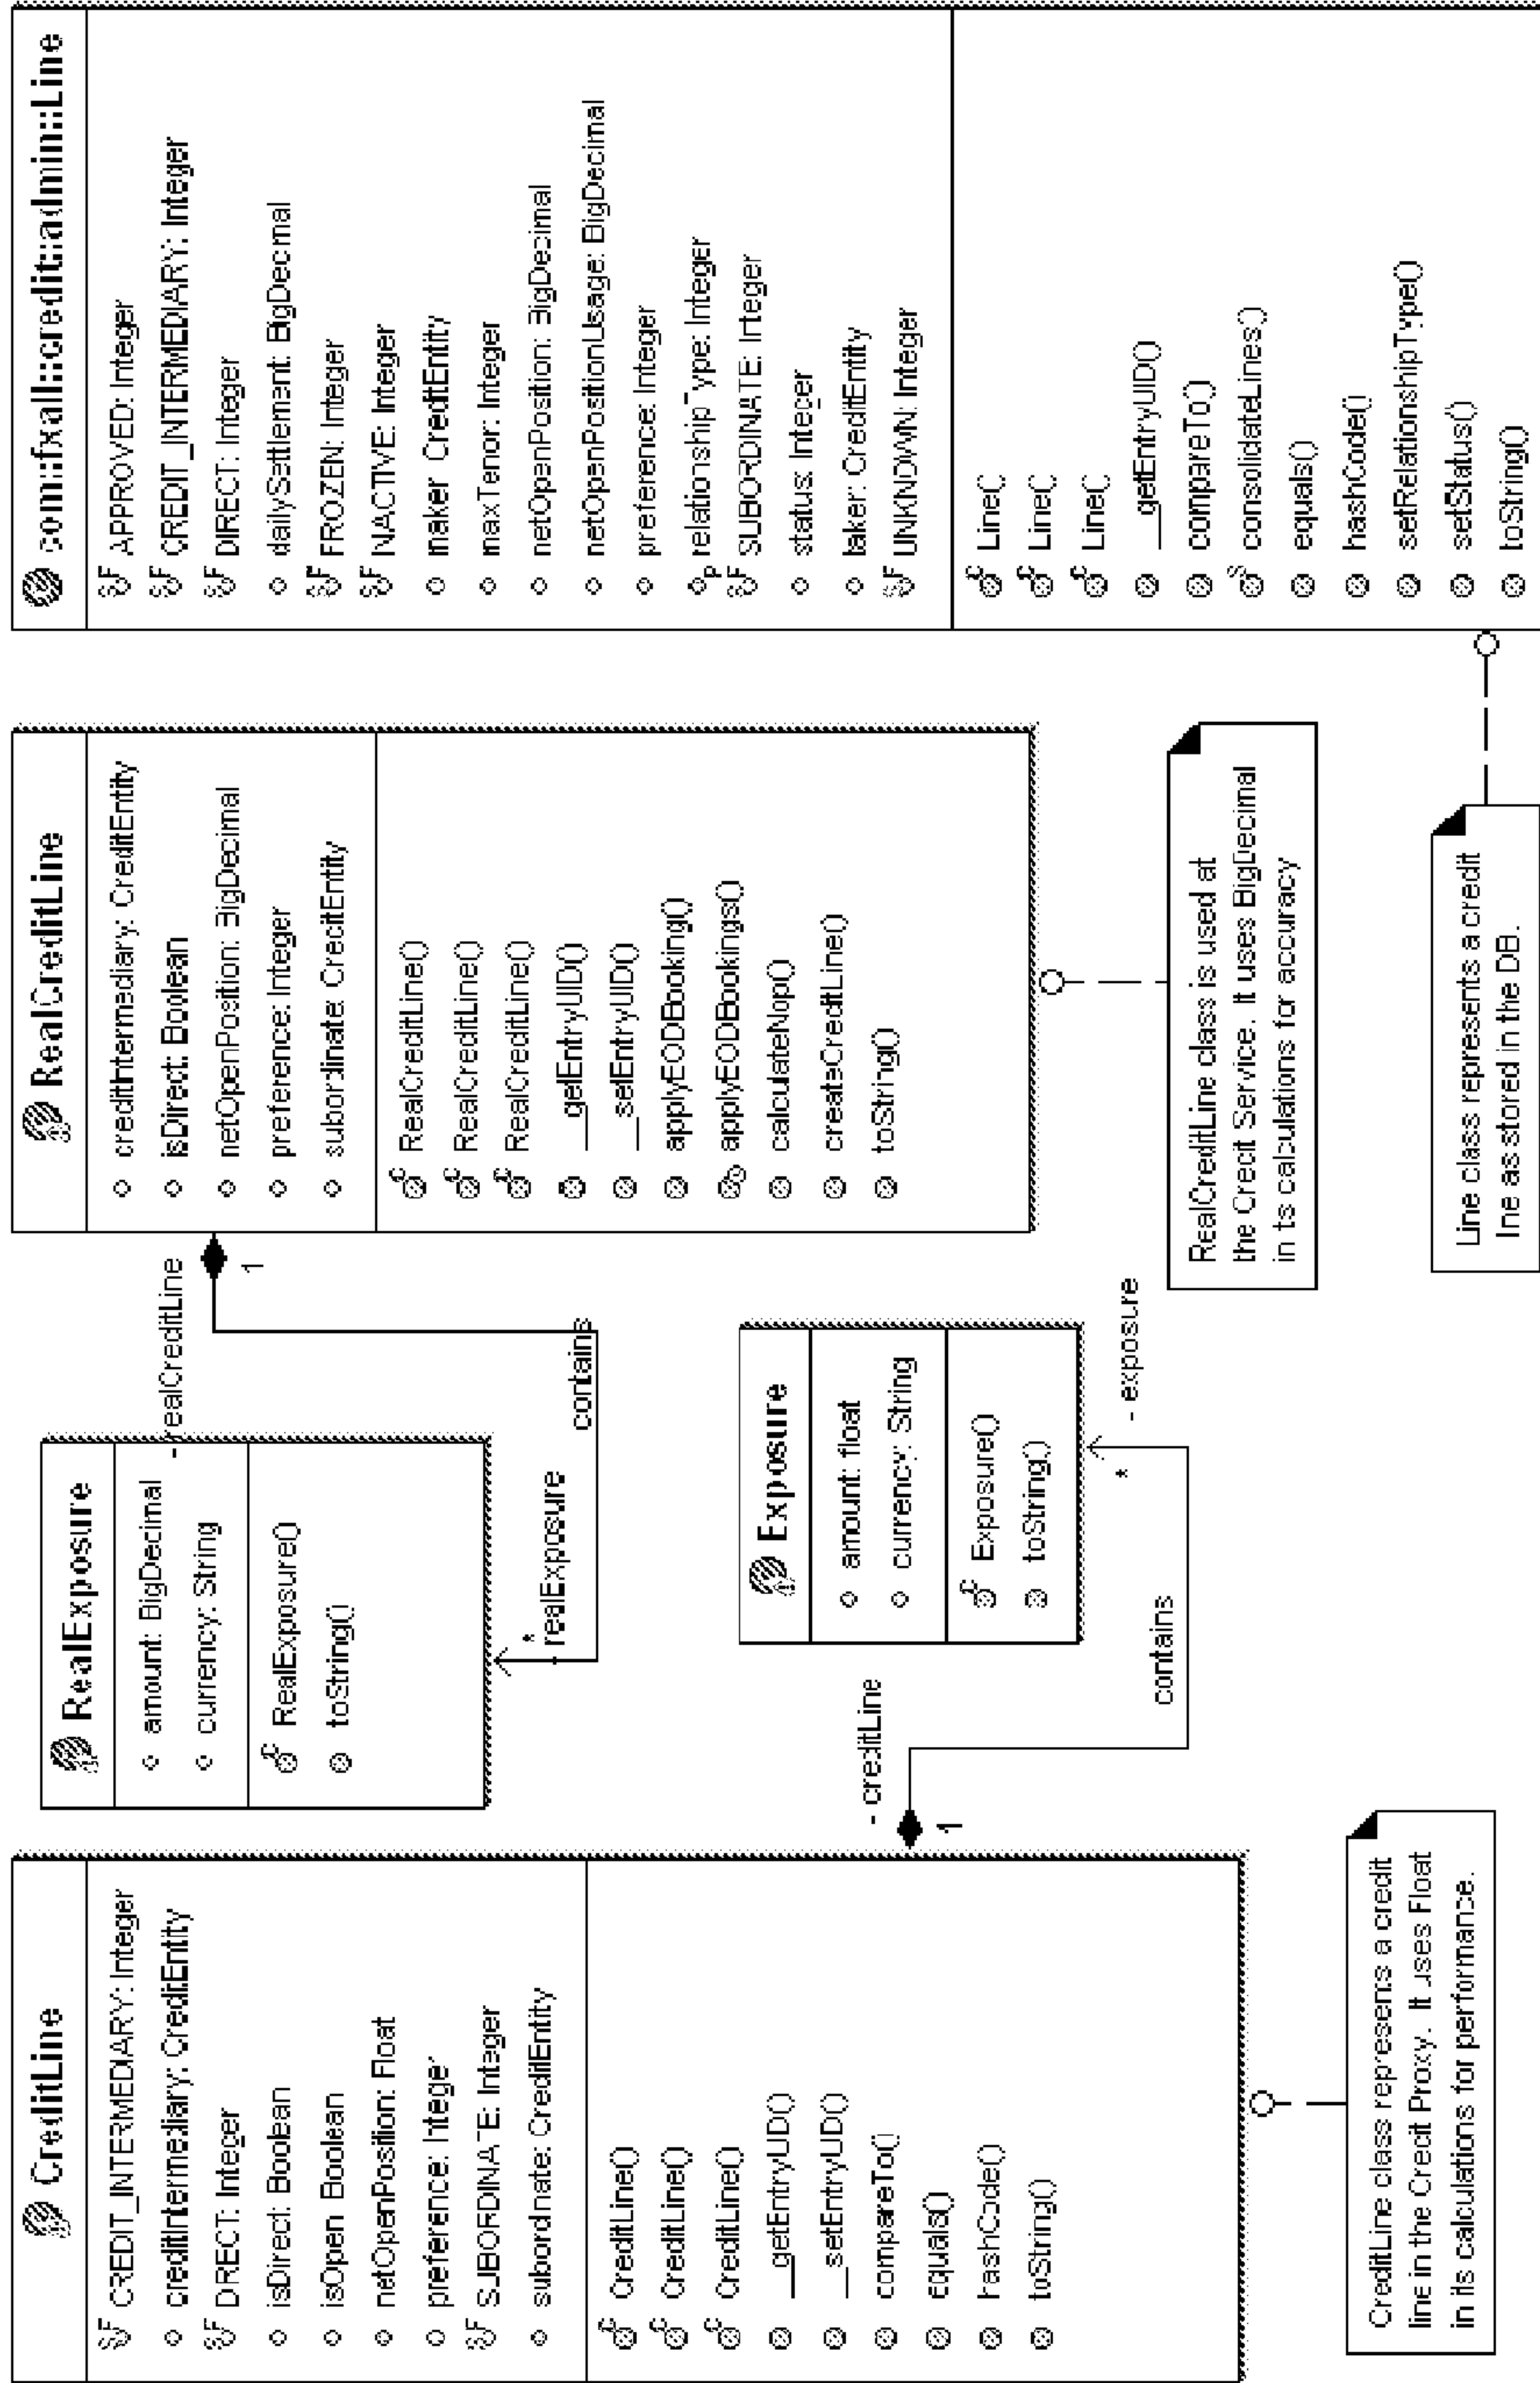 CreditLine
CREDIT_INTERMEDIARY: Integer
creditIntermediary: CreditEntity
DIRECT: Integer
isDirect: Boolean
isOpen Boolean
netOpenPosition: Float
preference: Integer
SUBORDINATE: Integer
subordinate: CreditEntity
CreditLine()
CreditLine()
CreditLine()
__getEntryUID()
__setEntryUID()
compareTo()
equals()
hashCode()
toString()
CreditLine class represents a credit
line in the Credit Proxy. It uses Float
in its calculations for performance.
RealExposure
amount: BigDecimal
currency: String
RealExposure()
toString()
- realCreditLine
1
contains
*
- realExposure
Exposure
amount: float
currency: String
Exposure()
toString()
- creditLine
1
contains
*
- exposure
RealCreditLine
creditIntermediary: CreditEntity
isDirect: Boolean
netOpenPosition: BigDecimal
preference: Integer
subordinate: CreditEntity
RealCreditLine()
RealCreditLine()
RealCreditLine()
__getEntryUID()
__setEntryUID()
applyEODBooking()
applyEODBookings()
calculateNop()
createCreditLine()
toString()
RealCreditLine class is used at
the Credit Service. It uses BigDecimal
in its calculations for accuracy
com::fxall::credit::admin::Line
APPROVED: Integer
CREDIT_INTERMEDIARY: Integer
DIRECT: Integer
dailySettlement: BigDecimal
FROZEN: Integer
INACTIVE: Integer
maker CreditEntity
maxTenor: Integer
netOpenPosition: BigDecimal
netOpenPositionUsage: BigDecimal
preference: Integer
relationshipType: Integer
SUBORDINATE: Integer
status: Integer
taker: CreditEntity
UNKNOWN: Integer
Line()
Line()
Line()
__getEntryUID()
compareTo()
consolidateLines()
equals()
hashCode()
setRelationshipType()
setStatus()
toString()
Line class represents a credit
line as stored in the DB.